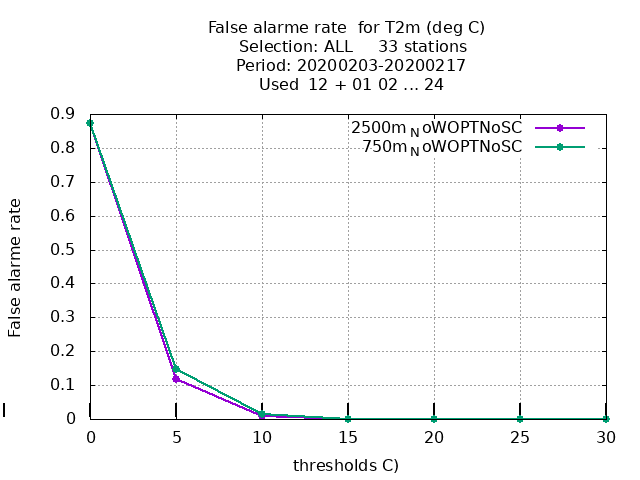 False alarme rate  for T2m (deg C)
Selection: ALL     33 stations
Period: 20200203-20200217
Used  12 + 01 02 ... 24
2500m_NoWOPTNoSC
750m_NoWOPTNoSC
0.9
0.8
0.7
0.6
0.5
0.4
0.3
0.2
0.1
0
False alarme rate
0 5 10 15 20 25 30
thresholds C)